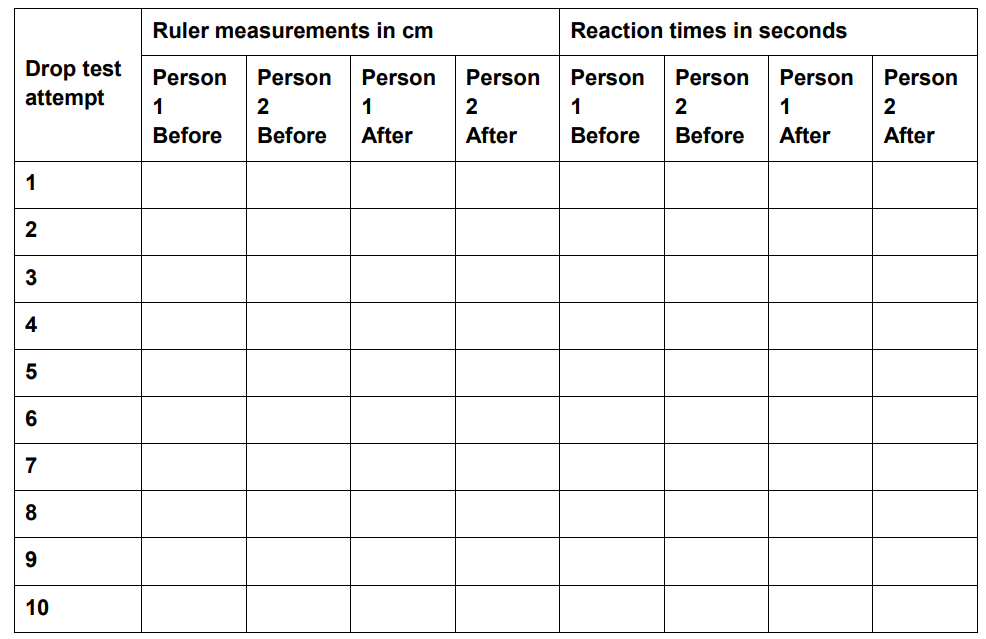 Drop test
attempt
Ruler measurements in cm
Reaction times in seconds
Person
1
Before
Person
2
Before
Person
1
After
Person
2
After
Person
1
Before
Person
2
Before
Person
1
After
Person
2
After
1
2
3
4
5
6
7
8
9
10